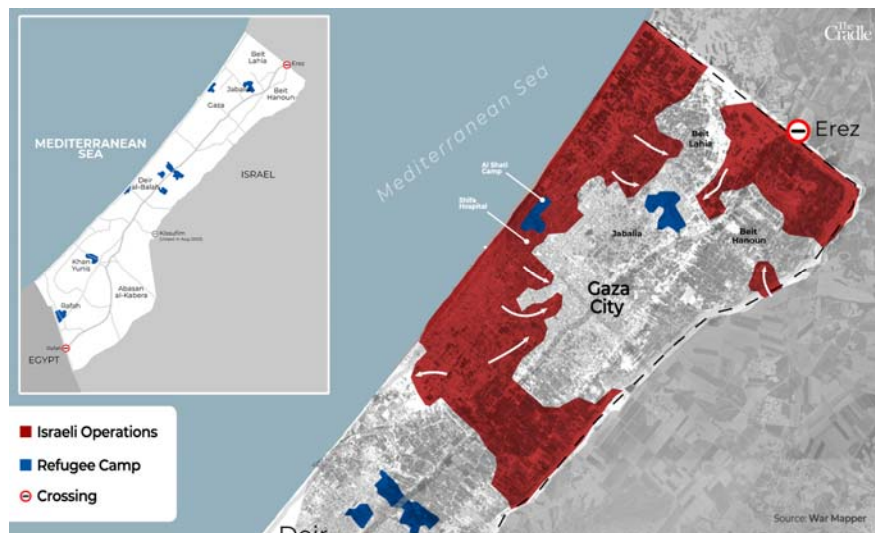 The
Cradle
Beit
Lahia
Erez
Jabalia
Beit
Hanoun
Gaza
MEDITERRANEAN
SEA
ISRAEL
Deir
al-Balah
Kissufim
Khan
Yunis
Abasan
al-Kabera
Rafah
Rafah
EGYPT
Mediterranean Sea
Al Shati
Camp
Shifa
Hospital
Beit
Lahia
Erez
Jabalia
Beit
Hanoun
Gaza
City
Deir
Israeli Operations
Refugee Camp
Crossing
Source: War Mapper